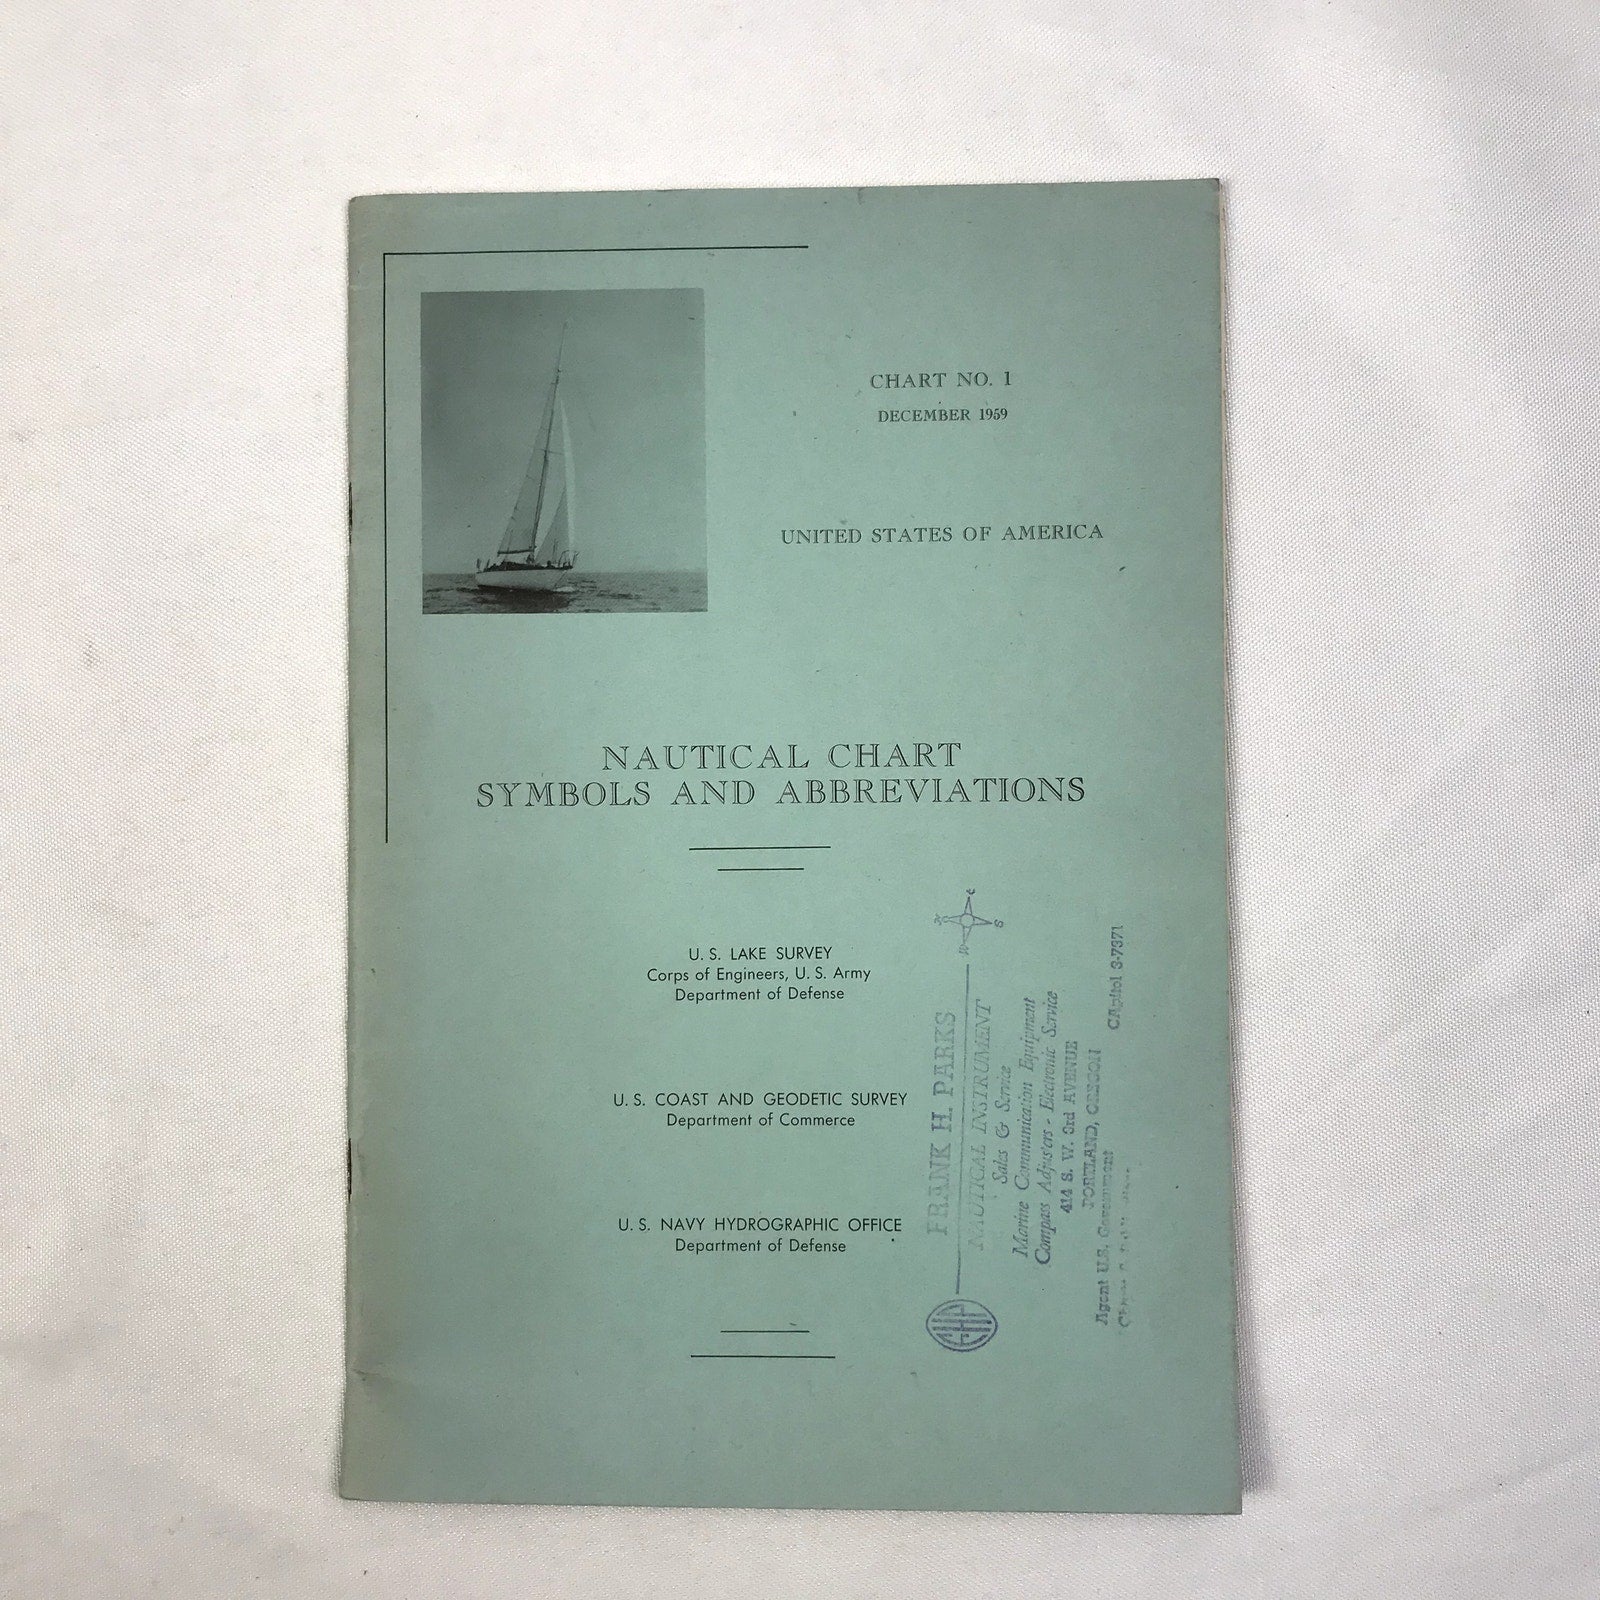 CHART NO. 1
DECEMBER 1959
UNITED STATES OF AMERICA
NAUTICAL CHART
SYMBOLS AND ABBREVIATIONS
U. S. LAKE SURVEY
Corps of Engineers, U. S. Army
Department of Defense
U. S. COAST AND GEODETIC SURVEY
Department of Commerce
U. S. NAVY HYDROGRAPHIC OFFICE
Department of Defense
FRANK H. PARKS
NAUTICAL INSTRUMENT
Sales & Service
Marine Communication Equipment
Compass Adjusters - Electronic Service
414 S. W. 3rd AVENUE
PORTLAND, OREGON CApitol 3-7371
Agent U.S. Government